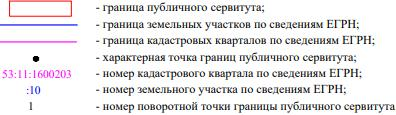 - граница публичного сервитута;
- граница земельных участков по сведениям ЕГРН;
- граница кадастровых кварталов по сведениям ЕГРН;
- характерная точка границ публичного сервитута;
53:11:1600203 - номер кадастрового квартала по сведениям ЕГРН;
:10 - номер земельного участка по сведениям ЕГРН;
1 - номер поворотной точки границы публичного сервитута